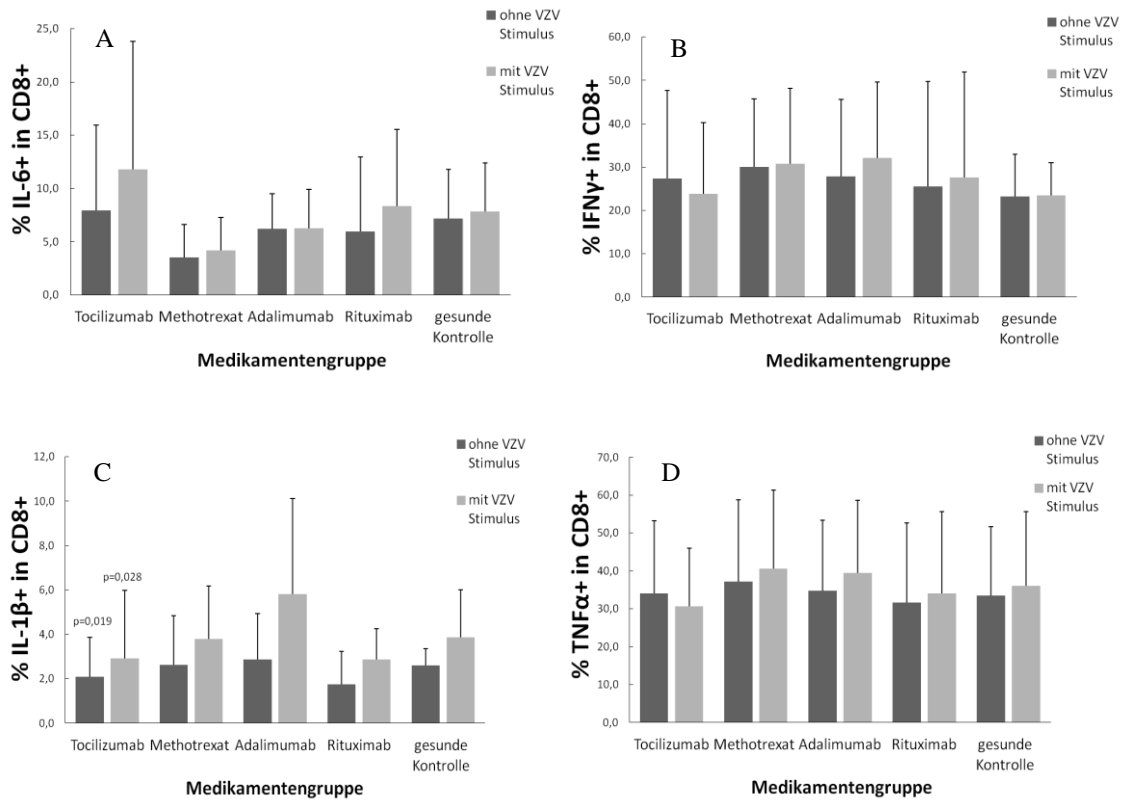 A
% IL-6+ in CD8+
25,0
20,0
15,0
10,0
5,0
0,0
ohne VZV
Stimulus
mit VZV
Stimulus
Tocilizumab Methotrexat Adalimumab Rituximab gesunde
Kontrolle
Medikamentengruppe
B
% IFNγ+ in CD8+
60,0
50,0
40,0
30,0
20,0
10,0
0,0
ohne VZV
Stimulus
mit VZV
Stimulus
Tocilizumab Methotrexat Adalimumab Rituximab gesunde
Kontrolle
Medikamentengruppe
C
% IL-1β+ in CD8+
12,0
10,0
8,0
6,0
4,0
2,0
0,0
ohne VZV
Stimulus
mit VZV
Stimulus
p=0,028
p=0,019
Tocilizumab Methotrexat Adalimumab Rituximab gesunde
Kontrolle
Medikamentengruppe
D
% TNFα+ in CD8+
70,0
60,0
50,0
40,0
30,0
20,0
10,0
0,0
ohne VZV
Stimulus
mit VZV
Stimulus
Tocilizumab Methotrexat Adalimumab Rituximab gesunde
Kontrolle
Medikamentengruppe